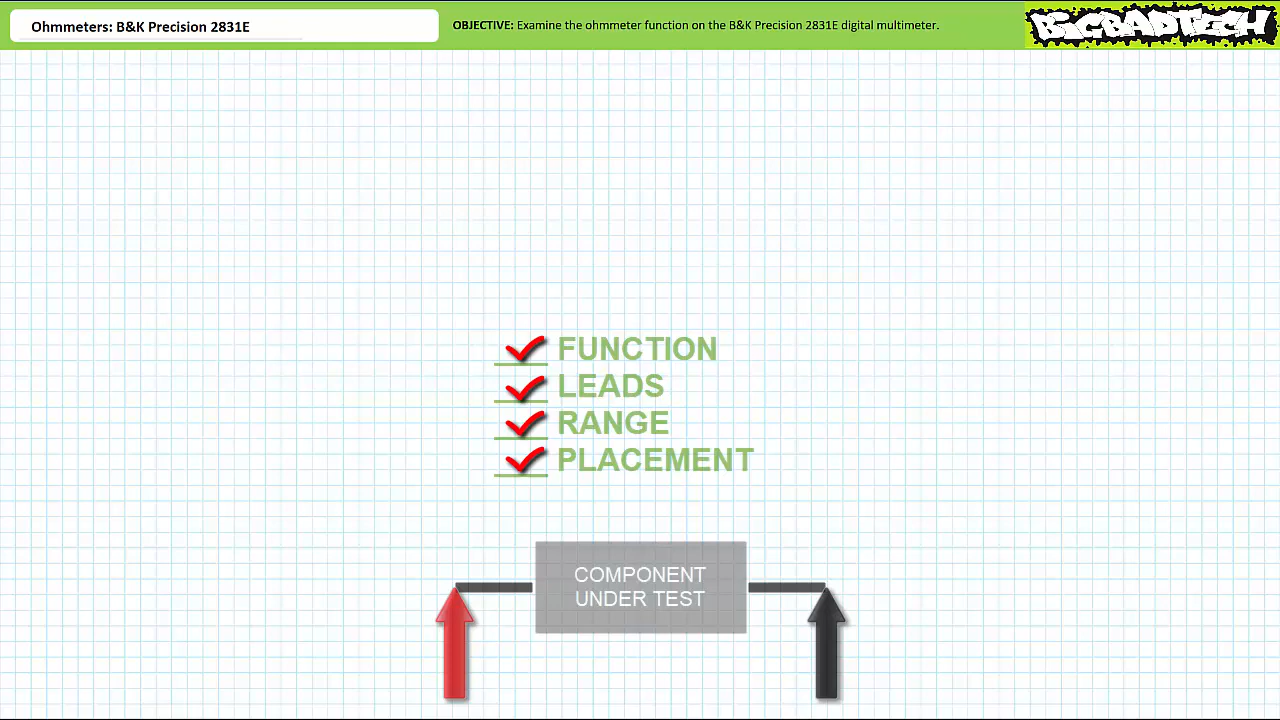 Ohmmeters: B&K Precision 2831E
OBJECTIVE: Examine the ohmmeter function on the B&K Precision 2831E digital multimeter.
BIGBADTECH
FUNCTION
LEADS
RANGE
PLACEMENT
COMPONENT
UNDER TEST